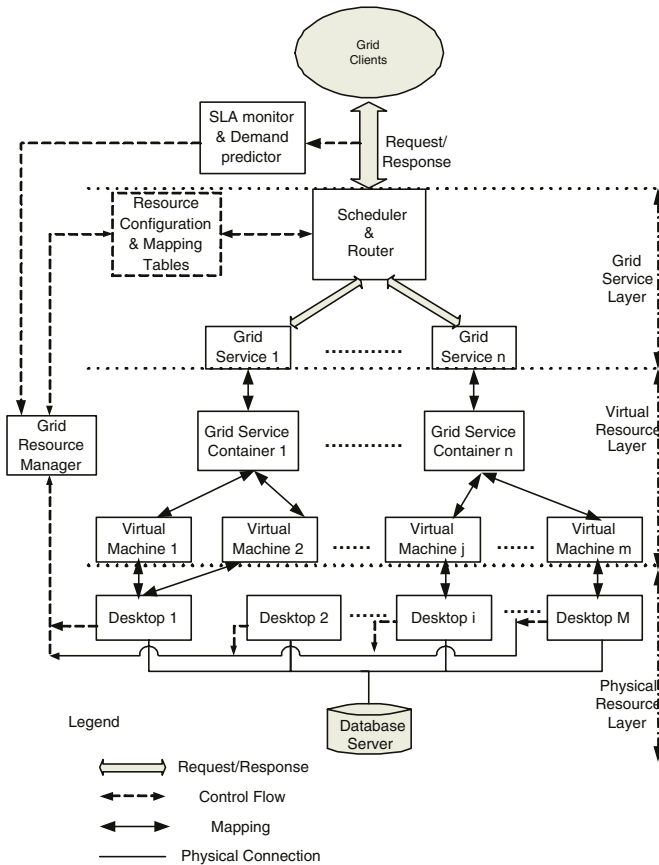 Grid
Clients
SLA monitor
& Demand
predictor
Request/
Response
Resource
Configuration
& Mapping
Tables
Scheduler
&
Router
Grid
Service
Layer
Grid
Service 1
Grid
Service n
Grid
Resource
Manager
Grid Service
Container 1
Grid Service
Container n
Virtual
Resource
Layer
Virtual
Machine 1
Virtual
Machine 2
Virtual
Machine j
Virtual
Machine m
Desktop 1
Desktop 2
Desktop i
Desktop M
Physical
Resource
Layer
Database
Server
Legend
Request/Response
Control Flow
Mapping
Physical Connection